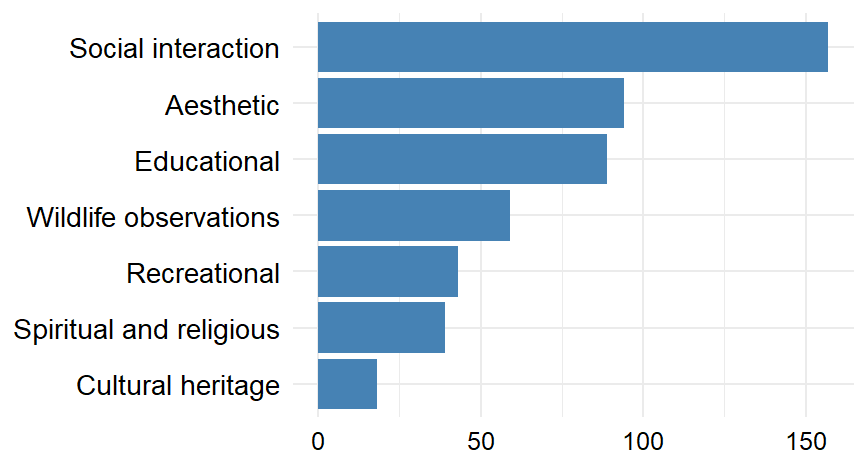 Social interaction
Aesthetic
Educational
Wildlife observations
Recreational
Spiritual and religious
Cultural heritage
0 50 100 150